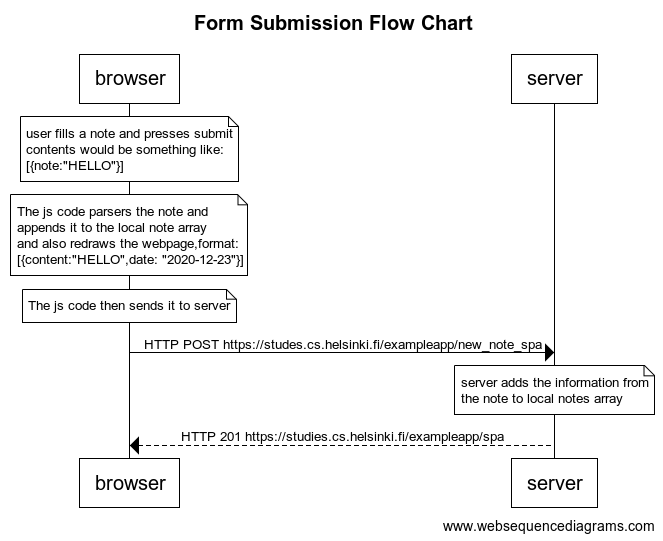 Form Submission Flow Chart
browser
server
user fills a note and presses submit
contents would be something like:
[{note:"HELLO"}]
The js code parsers the note and
appends it to the local note array
and also redraws the webpage,format:
[{content:"HELLO",date: "2020-12-23"}]
The js code then sends it to server
HTTP POST https://studes.cs.helsinki.fi/exampleapp/new_note_spa
server adds the information from
the note to local notes array
HTTP 201 https://studies.cs.helsinki.fi/exampleapp/spa
browser
server
www.websequencediagrams.com